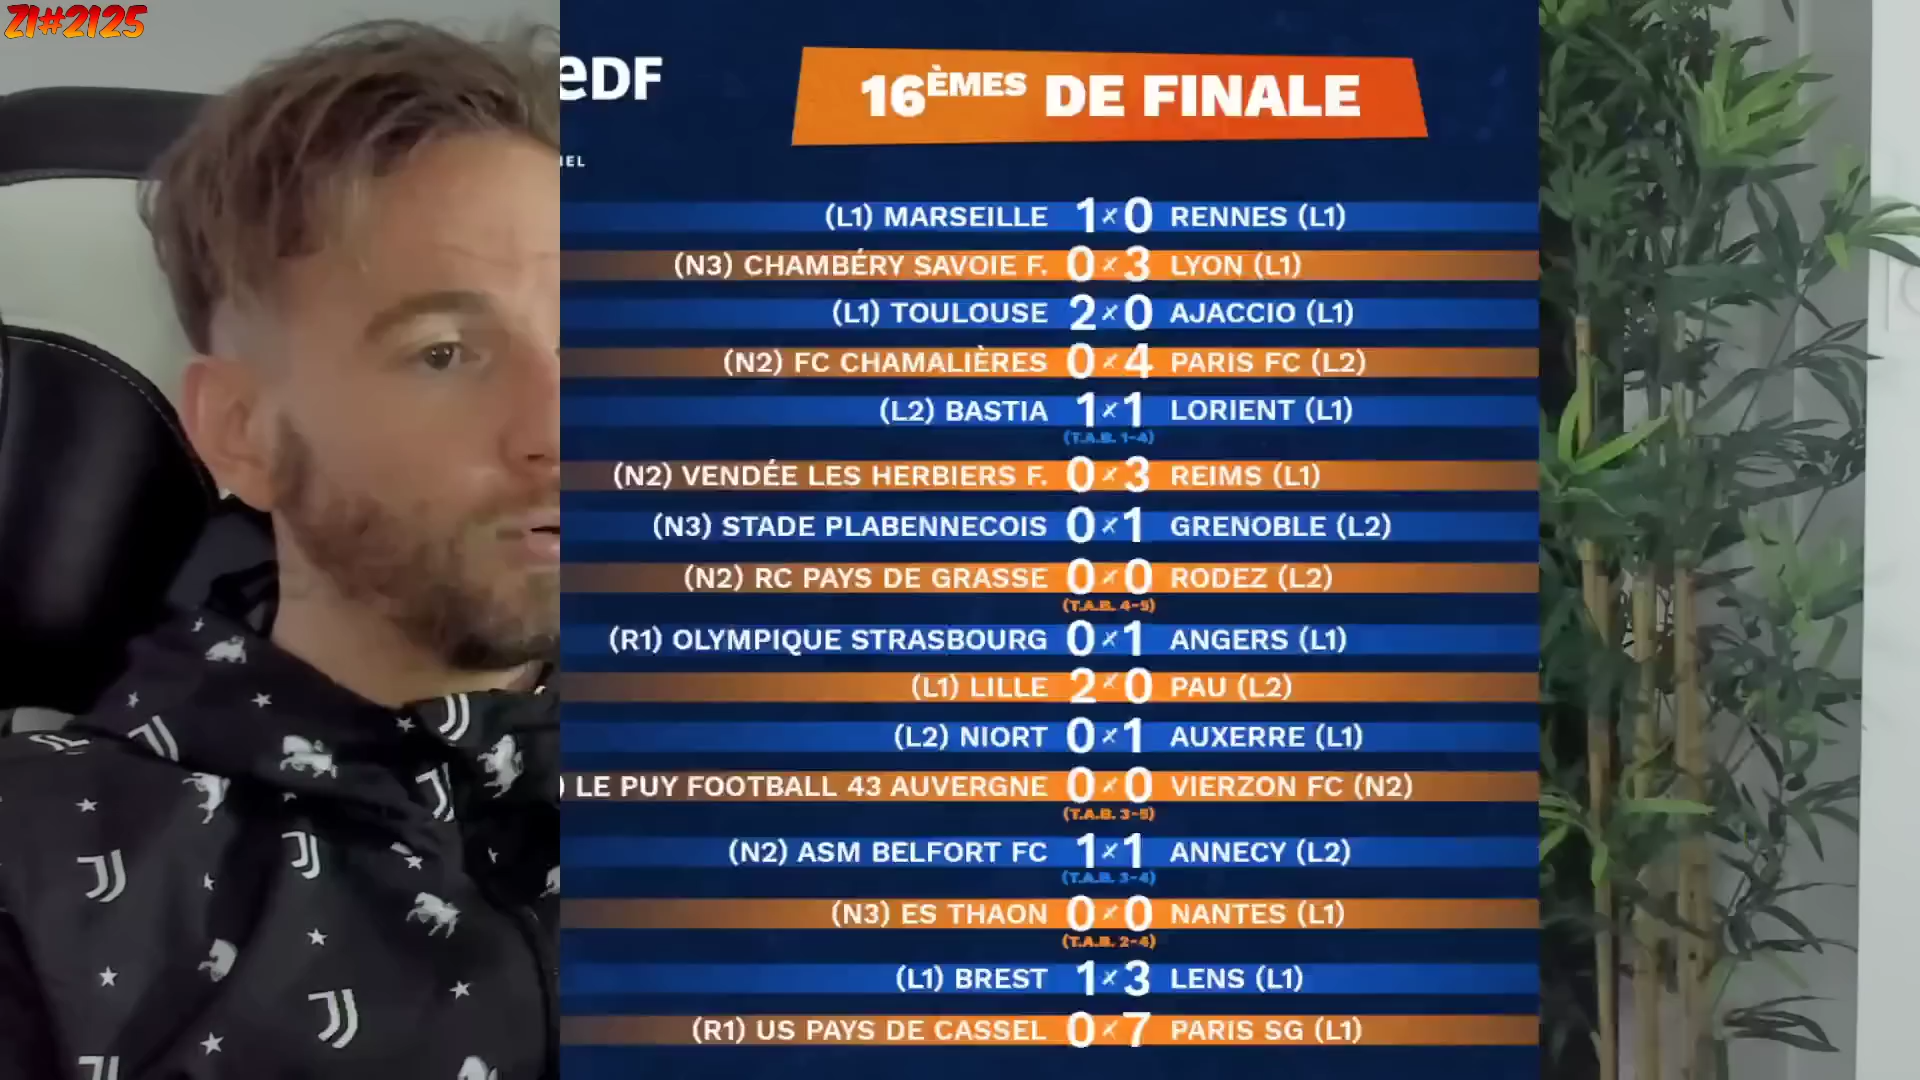 Z1#2125
eDF
16ÈMES DE FINALE
IEL
(L1) MARSEILLE 1 x 0 RENNES (L1)
(N3) CHAMBÉRY SAVOIE F. 0 x 3 LYON (L1)
(L1) TOULOUSE 2 x 0 AJACCIO (L1)
(N2) FC CHAMALIÈRES 0 x 4 PARIS FC (L2)
(L2) BASTIA 1 x 1 LORIENT (L1)
(T.A.B. 1-4)
(N2) VENDÉE LES HERBIERS F. 0 x 3 REIMS (L1)
(N3) STADE PLABENNECOIS 0 x 1 GRENOBLE (L2)
(N2) RC PAYS DE GRASSE 0 x 0 RODEZ (L2)
(T.A.B. 4-5)
(R1) OLYMPIQUE STRASBOURG 0 x 1 ANGERS (L1)
(L1) LILLE 2 x 0 PAU (L2)
(L2) NIORT 0 x 1 AUXERRE (L1)
) LE PUY FOOTBALL 43 AUVERGNE 0 x 0 VIERZON FC (N2)
(T.A.B. 3-5)
(N2) ASM BELFORT FC 1 x 1 ANNECY (L2)
(T.A.B. 3-4)
(N3) ES THAON 0 x 0 NANTES (L1)
(T.A.B. 2-4)
(L1) BREST 1 x 3 LENS (L1)
(R1) US PAYS DE CASSEL 0 x 7 PARIS SG (L1)